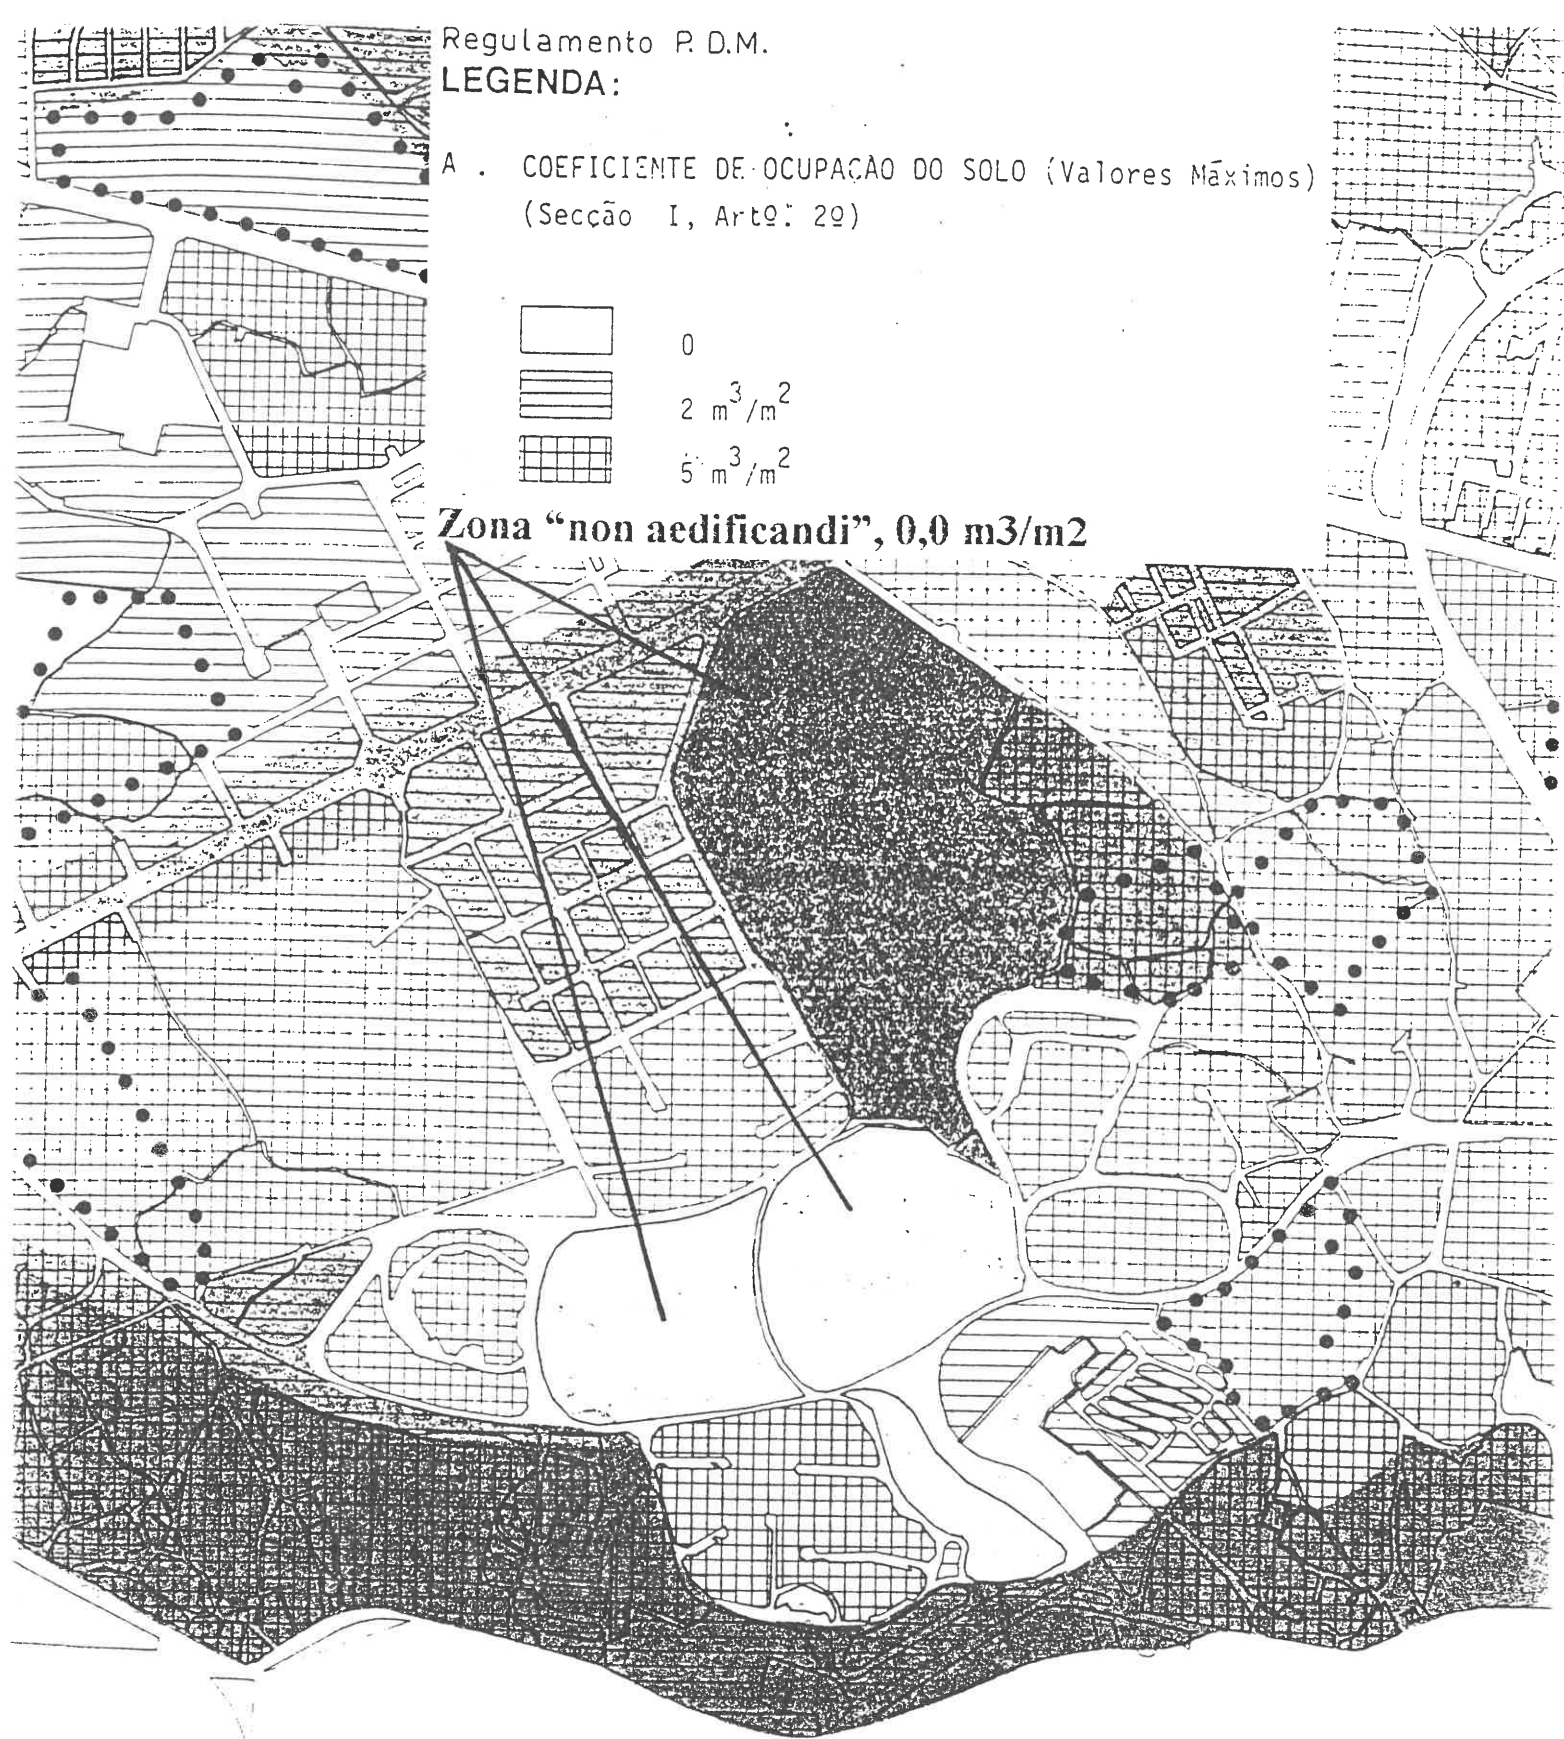 Regulamento P. D.M.
LEGENDA:
A . COEFICIENTE DE OCUPAÇÃO DO SOLO (Valores Máximos)
(Secção I, Artº. 2º)
0
2 m³/m²
5 m³/m²
Zona “non aedificandi”, 0,0 m3/m2